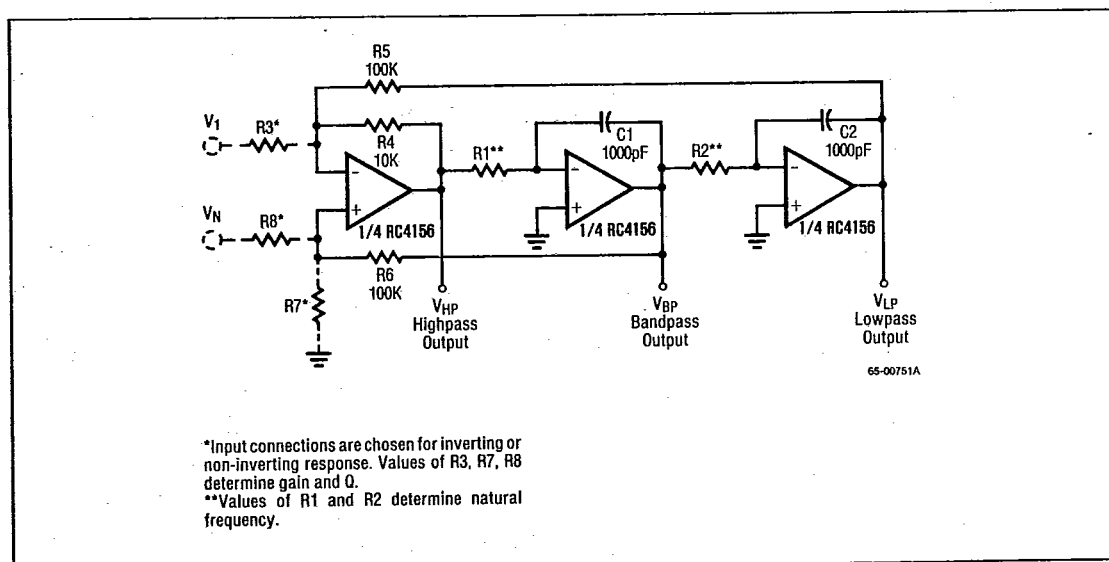 R5
100K
V1
R3*
R4
10K
R1**
C1
1000pF
R2**
C2
1000pF
−
+
1/4 RC4156
−
+
1/4 RC4156
−
+
1/4 RC4156
VN
R8*
R6
100K
R7*
VHP
Highpass
Output
VBP
Bandpass
Output
VLP
Lowpass
Output
65-00751A
*Input connections are chosen for inverting or
non-inverting response. Values of R3, R7, R8
determine gain and Q.
**Values of R1 and R2 determine natural
frequency.